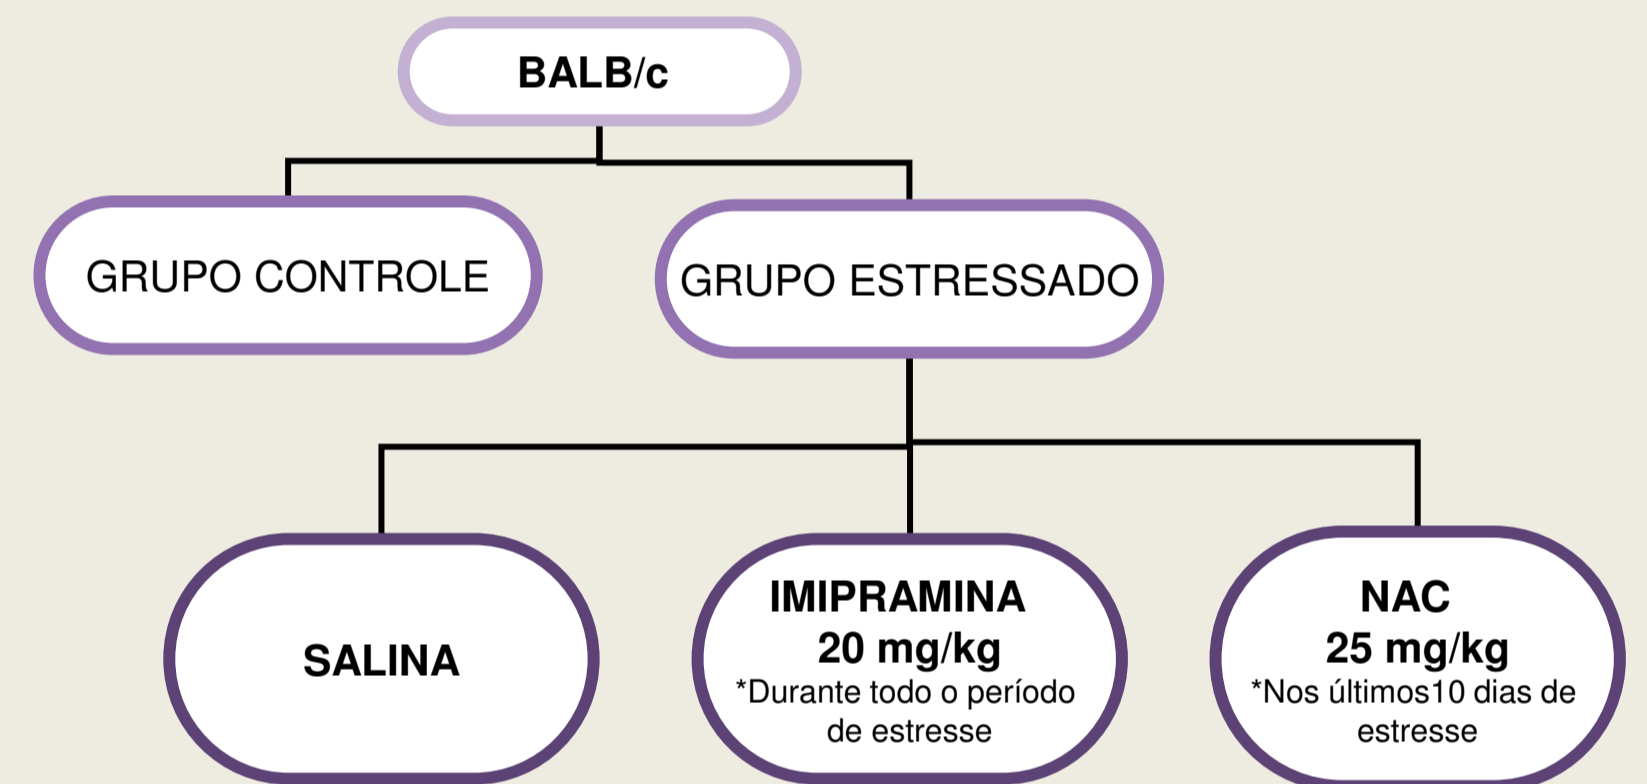 BALB/c
GRUPO CONTROLE
GRUPO ESTRESSADO
SALINA
IMIPRAMINA
20 mg/kg
*Durante todo o período
de estresse
NAC
25 mg/kg
*Nos últimos10 dias de
estresse